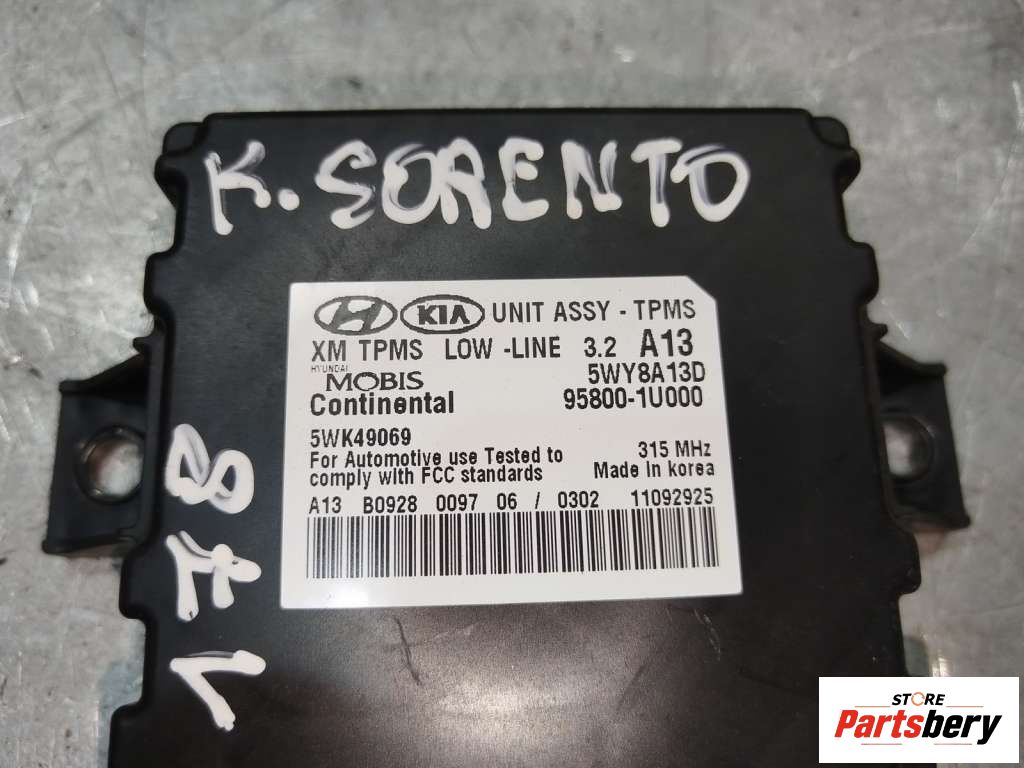 K. SORENTO
KIA UNIT ASSY - TPMS
XM TPMS LOW -LINE 3.2 A13
HYUNDAI
MOBIS 5WY8A13D
Continental 95800-1U000
5WK49069
For Automotive use Tested to 315 MHz
comply with FCC standards Made in korea
A13 B0928 0097 06 / 0302 11092925
STORE
Partsbery